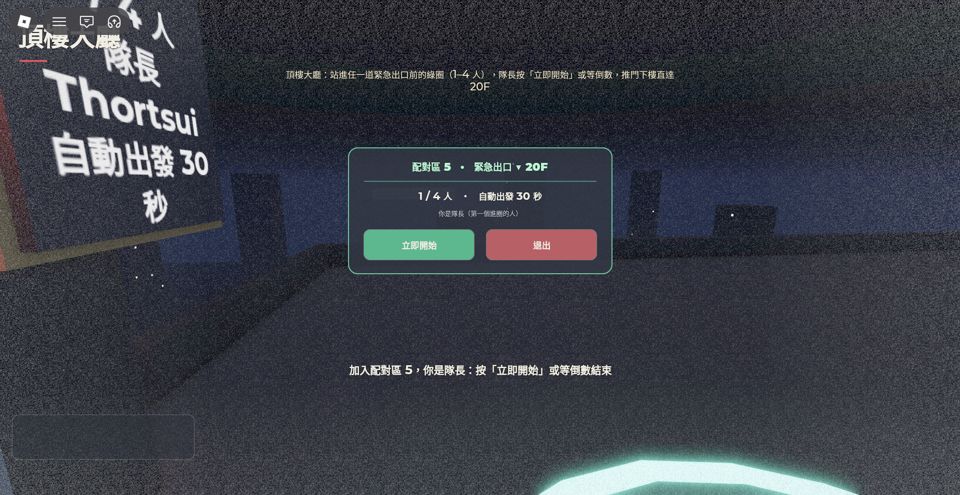 頂樓大廳
4 人
隊長
Thortsui
自動出發 30
秒
頂樓大廳：站進任一道緊急出口前的綠圈（1–4 人），隊長按「立即開始」或等倒數，推門下樓直達
20F
配對區 5 • 緊急出口 ▼ 20F
1 / 4 人 • 自動出發 30 秒
你是隊長（第一個進圈的人）
立即開始
退出
加入配對區 5，你是隊長：按「立即開始」或等倒數結束